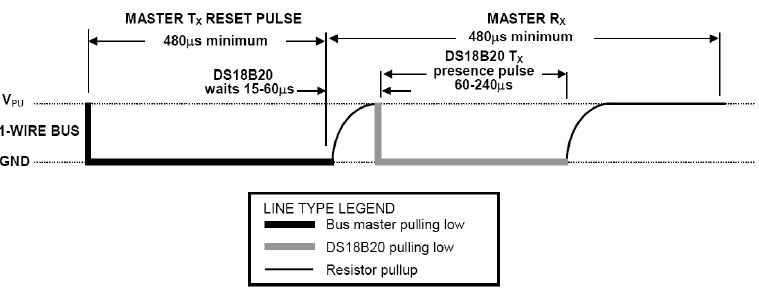 MASTER TX RESET PULSE
480μs minimum
MASTER RX
480μs minimum
DS18B20
waits 15-60μs
DS18B20 TX
presence pulse
60-240μs
VPU
1-WIRE BUS
GND
LINE TYPE LEGEND
Bus master pulling low
DS18B20 pulling low
Resistor pullup